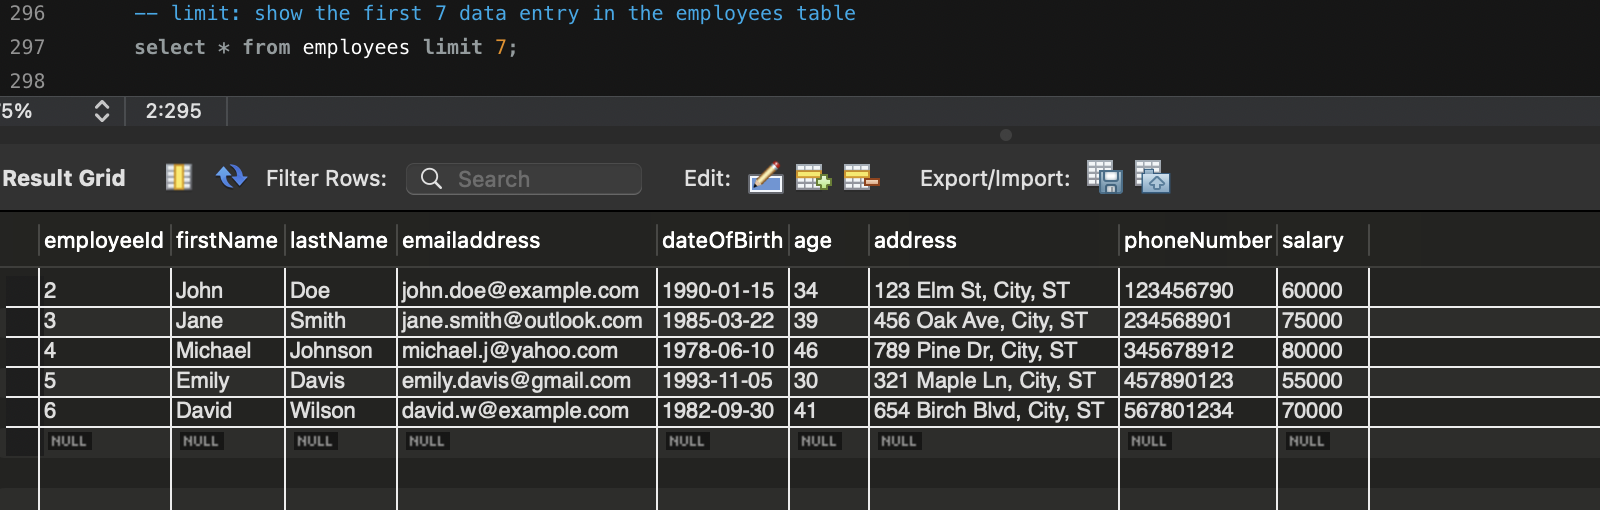 296 -- limit: show the first 7 data entry in the employees table
297 select * from employees limit 7;
298
5% 2:295
Result Grid Filter Rows: Search Edit: Export/Import:
employeeId firstName lastName emailaddress dateOfBirth age address phoneNumber salary
2 John Doe john.doe@example.com 1990-01-15 34 123 Elm St, City, ST 123456790 60000
3 Jane Smith jane.smith@outlook.com 1985-03-22 39 456 Oak Ave, City, ST 234568901 75000
4 Michael Johnson michael.j@yahoo.com 1978-06-10 46 789 Pine Dr, City, ST 345678912 80000
5 Emily Davis emily.davis@gmail.com 1993-11-05 30 321 Maple Ln, City, ST 457890123 55000
6 David Wilson david.w@example.com 1982-09-30 41 654 Birch Blvd, City, ST 567801234 70000
NULL NULL NULL NULL NULL NULL NULL NULL NULL